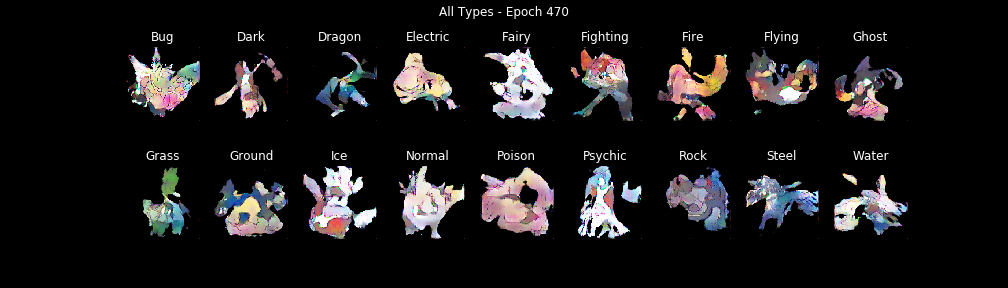 All Types - Epoch 470
Bug Dark Dragon Electric Fairy Fighting Fire Flying Ghost
Grass Ground Ice Normal Poison Psychic Rock Steel Water